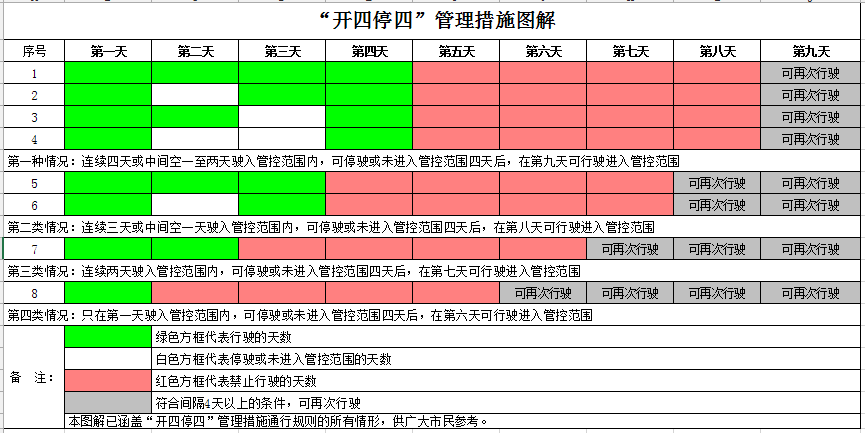 “开四停四”管理措施图解
序号 第一天 第二天 第三天 第四天 第五天 第六天 第七天 第八天 第九天
1 可再次行驶
2 可再次行驶
3 可再次行驶
4 可再次行驶
第一种情况：连续四天或中间空一至两天驶入管控范围内，可停驶或未进入管控范围四天后，在第九天可行驶进入管控范围
5 可再次行驶 可再次行驶
6 可再次行驶 可再次行驶
第二类情况：连续三天或中间空一天驶入管控范围内，可停驶或未进入管控范围四天后，在第八天可行驶进入管控范围
7 可再次行驶 可再次行驶 可再次行驶
第三类情况：连续两天驶入管控范围内，可停驶或未进入管控范围四天后，在第七天可行驶进入管控范围
8 可再次行驶 可再次行驶 可再次行驶 可再次行驶
第四类情况：只在第一天驶入管控范围内，可停驶或未进入管控范围四天后，在第六天可行驶进入管控范围
备 注：
绿色方框代表行驶的天数
白色方框代表停驶或未进入管控范围的天数
红色方框代表禁止行驶的天数
符合间隔4天以上的条件，可再次行驶
本图解已涵盖“开四停四”管理措施通行规则的所有情形，供广大市民参考。